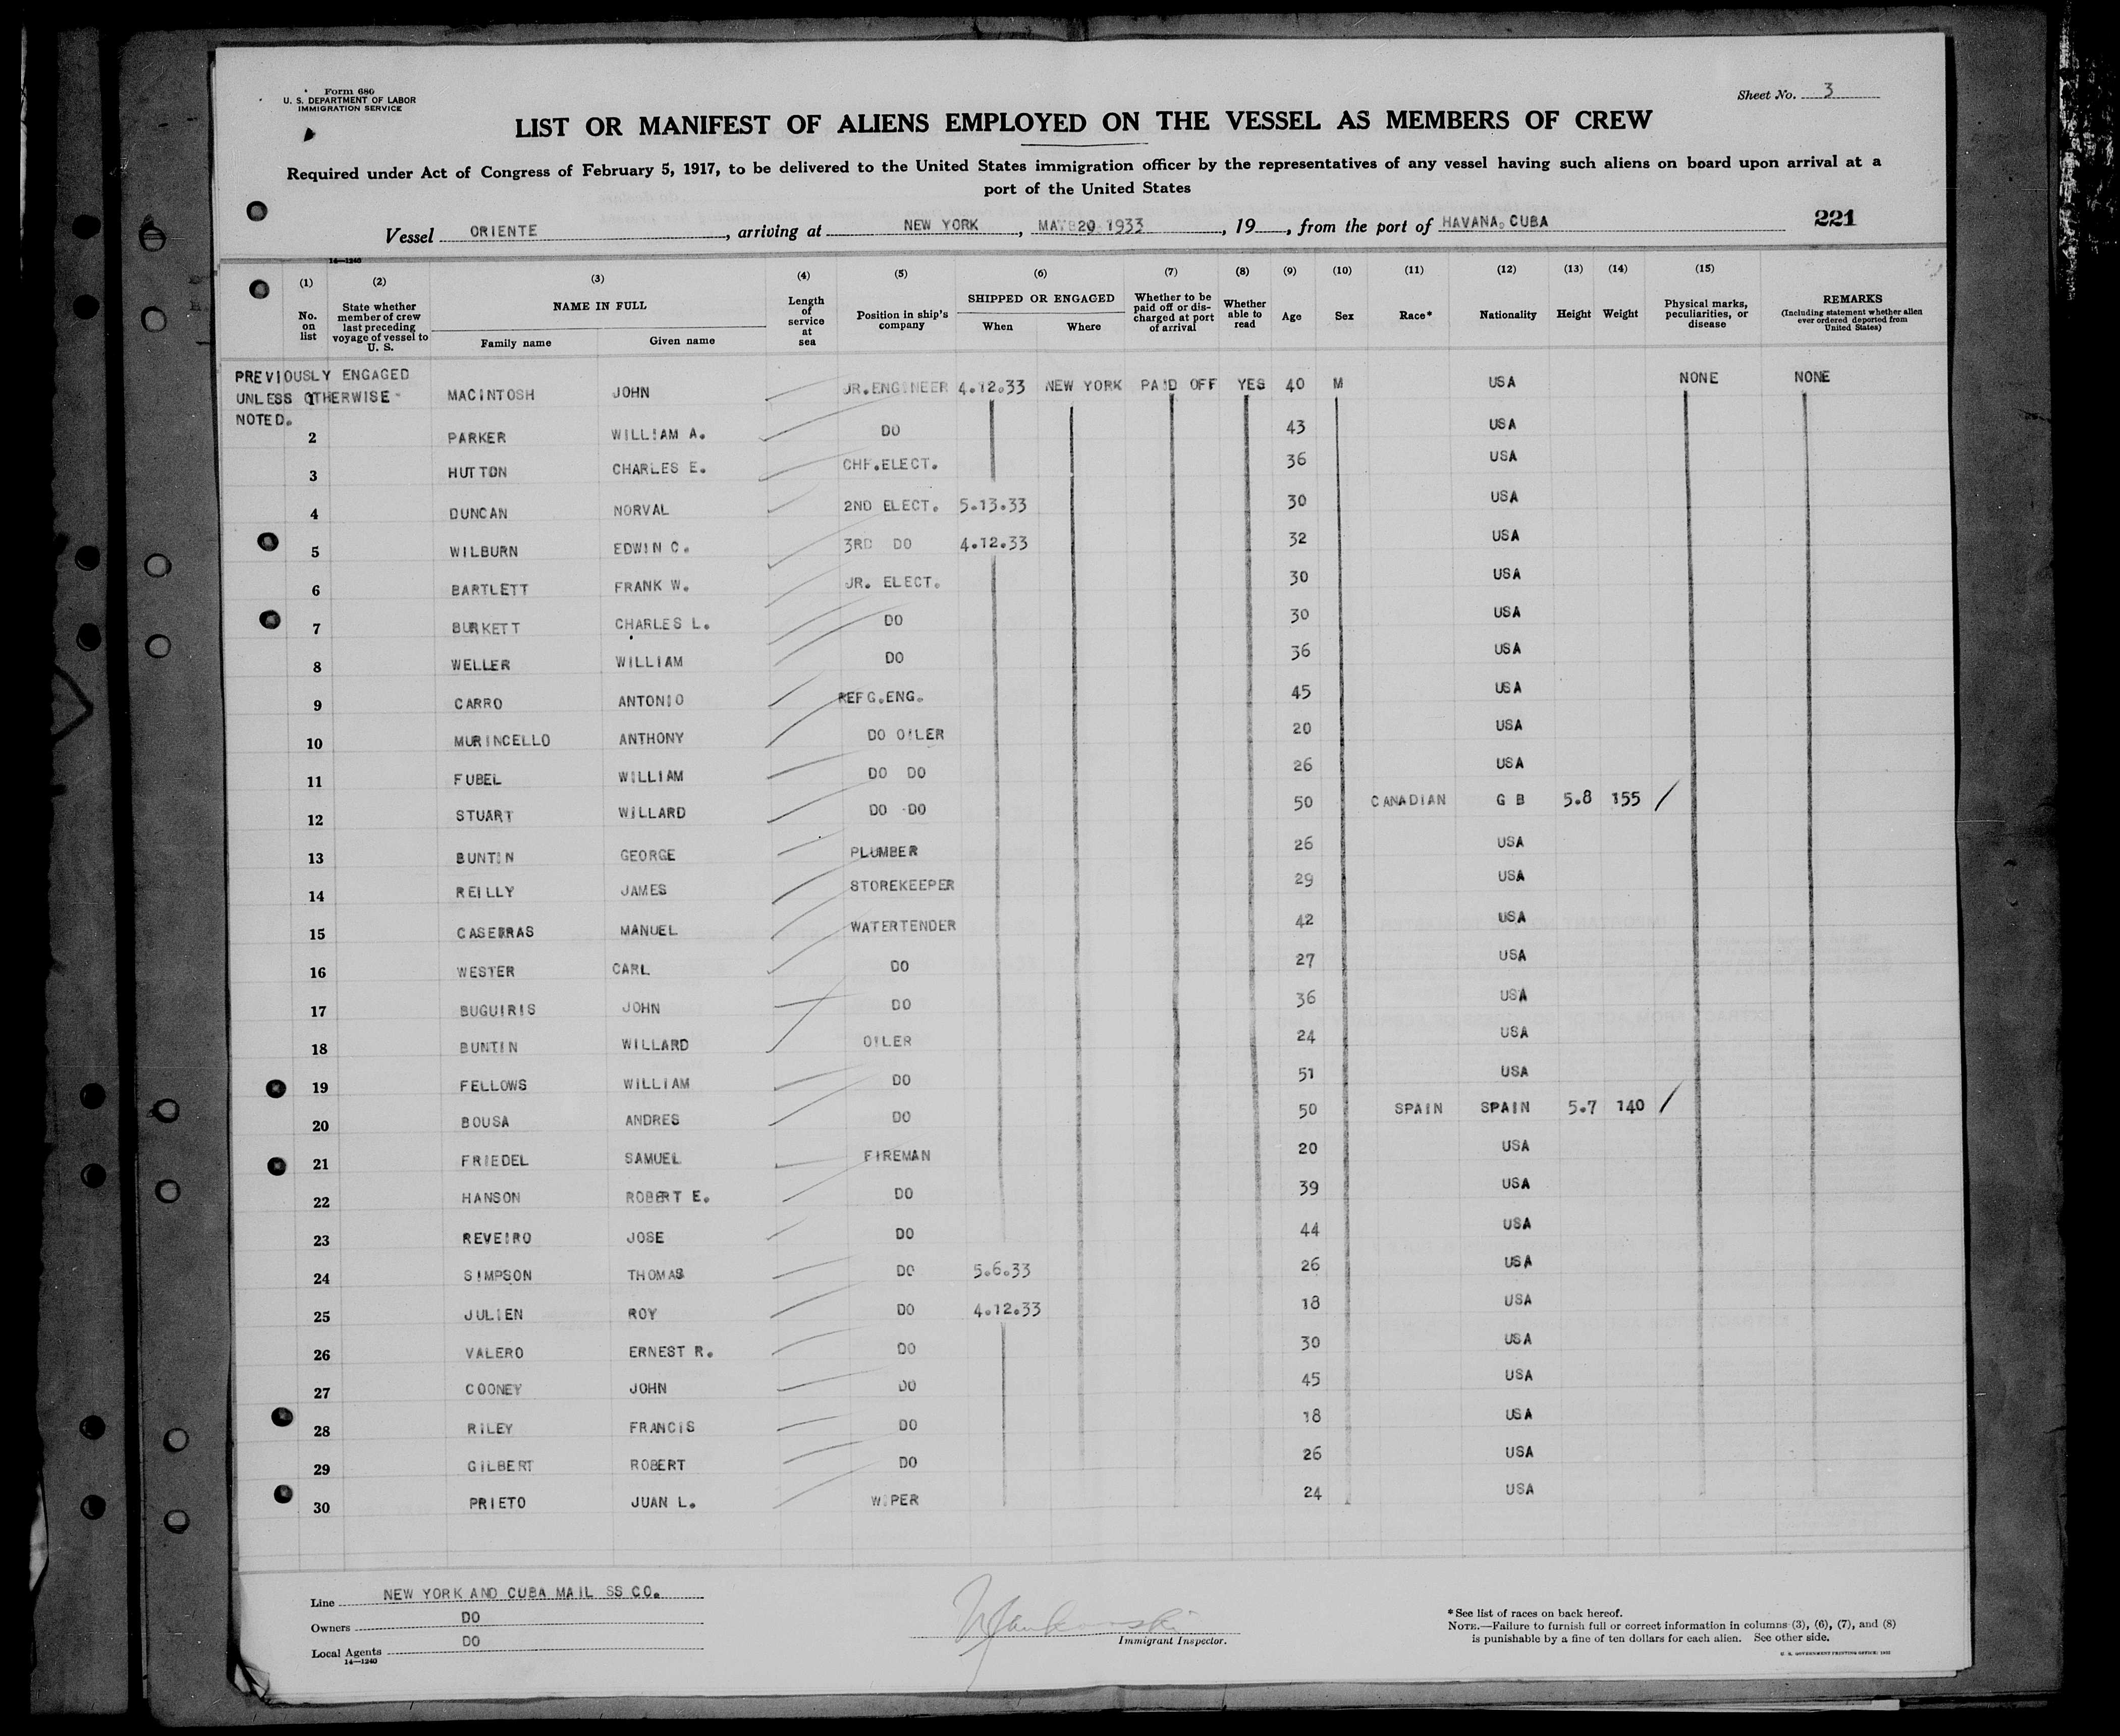 Form 680
U. S. DEPARTMENT OF LABOR
IMMIGRATION SERVICE
Sheet No. 3
LIST OR MANIFEST OF ALIENS EMPLOYED ON THE VESSEL AS MEMBERS OF CREW
Required under Act of Congress of February 5, 1917, to be delivered to the United States immigration officer by the representatives of any vessel having such aliens on board upon arrival at a
port of the United States
Vessel ORIENTE, arriving at NEW YORK, MAY 20 1933, 19, from the port of HAVANA, CUBA 221
14—1240
(1) (2) (3) (4) (5) (6) (7) (8) (9) (10) (11) (12) (13) (14) (15)
No. on list State whether member of crew last preceding voyage of vessel to U. S. NAME IN FULL Family name Given name Length of service at sea Position in ship's company SHIPPED OR ENGAGED When Where Whether to be paid off or discharged at port of arrival Whether able to read Age Sex Race* Nationality Height Weight Physical marks, peculiarities, or disease REMARKS (Including statement whether alien ever ordered deported from United States)
PREVIOUSLY ENGAGED
UNLESS OTHERWISE
NOTED.
1 MACINTOSH JOHN JR.ENGINEER 4.12.33 NEW YORK PAID OFF YES 40 M USA NONE NONE
2 PARKER WILLIAM A. DO 43 USA
3 HUTTON CHARLES E. CHF.ELECT. 36 USA
4 DUNCAN NORVAL 2ND ELECT. 5.13.33 30 USA
5 WILBURN EDWIN C. 3RD DO 4.12.33 32 USA
6 BARTLETT FRANK W. JR. ELECT. 30 USA
7 BURKETT CHARLES L. DO 30 USA
8 WELLER WILLIAM DO 36 USA
9 CARRO ANTONIO REFG.ENG. 45 USA
10 MURINCELLO ANTHONY DO OILER 20 USA
11 FUBEL WILLIAM DO DO 26 USA
12 STUART WILLARD DO DO 50 CANADIAN G B 5.8 155 /
13 BUNTIN GEORGE PLUMBER 26 USA
14 REILLY JAMES STOREKEEPER 29 USA
15 CASERRAS MANUEL WATERTENDER 42 USA
16 WESTER CARL DO 27 USA
17 BUGUIRIS JOHN DO 36 USA
18 BUNTIN WILLARD OILER 24 USA
19 FELLOWS WILLIAM DO 51 USA
20 BOUSA ANDRES DO 50 SPAIN SPAIN 5.7 140 /
21 FRIEDEL SAMUEL FIREMAN 20 USA
22 HANSON ROBERT E. DO 39 USA
23 REVEIRO JOSE DO 44 USA
24 SIMPSON THOMAS DO 5.6.33 26 USA
25 JULIEN ROY DO 4.12.33 18 USA
26 VALERO ERNEST R. DO 30 USA
27 COONEY JOHN DO 45 USA
28 RILEY FRANCIS DO 18 USA
29 GILBERT ROBERT DO 26 USA
30 PRIETO JUAN L. WIPER 24 USA
Line NEW YORK AND CUBA MAIL SS CO.
Owners DO
Local Agents DO
14—1240
Immigrant Inspector.
*See list of races on back hereof.
NOTE.—Failure to furnish full or correct information in columns (3), (6), (7), and (8)
is punishable by a fine of ten dollars for each alien. See other side.
U. S. GOVERNMENT PRINTING OFFICE: 1932